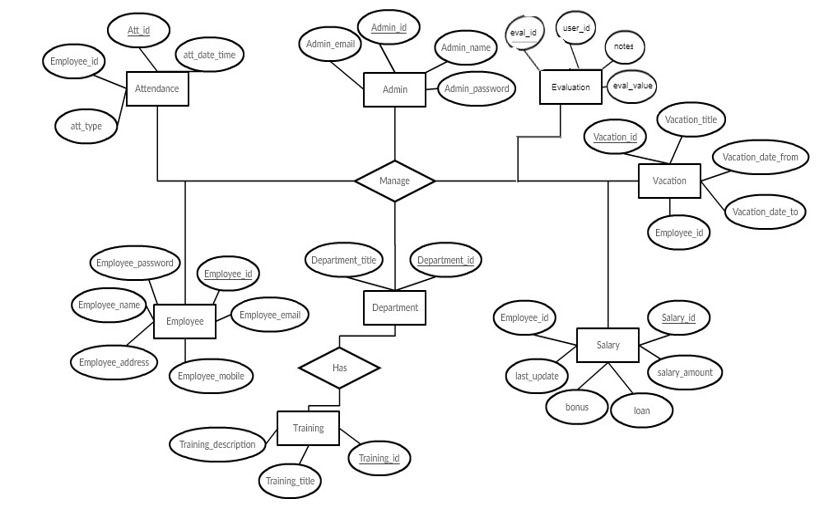 Att_id
Employee_id
att_date_time
att_type
Attendance
Admin_email
Admin_id
Admin_name
Admin_password
Admin
eval_id
user_id
notes
eval_value
Evaluation
Vacation_id
Vacation_title
Vacation_date_from
Vacation_date_to
Employee_id
Vacation
Manage
Employee_password
Employee_id
Employee_name
Employee_email
Employee_address
Employee_mobile
Employee
Department_title
Department_id
Department
Has
Training
Training_description
Training_title
Training_id
Employee_id
Salary_id
Salary
last_update
salary_amount
bonus
loan